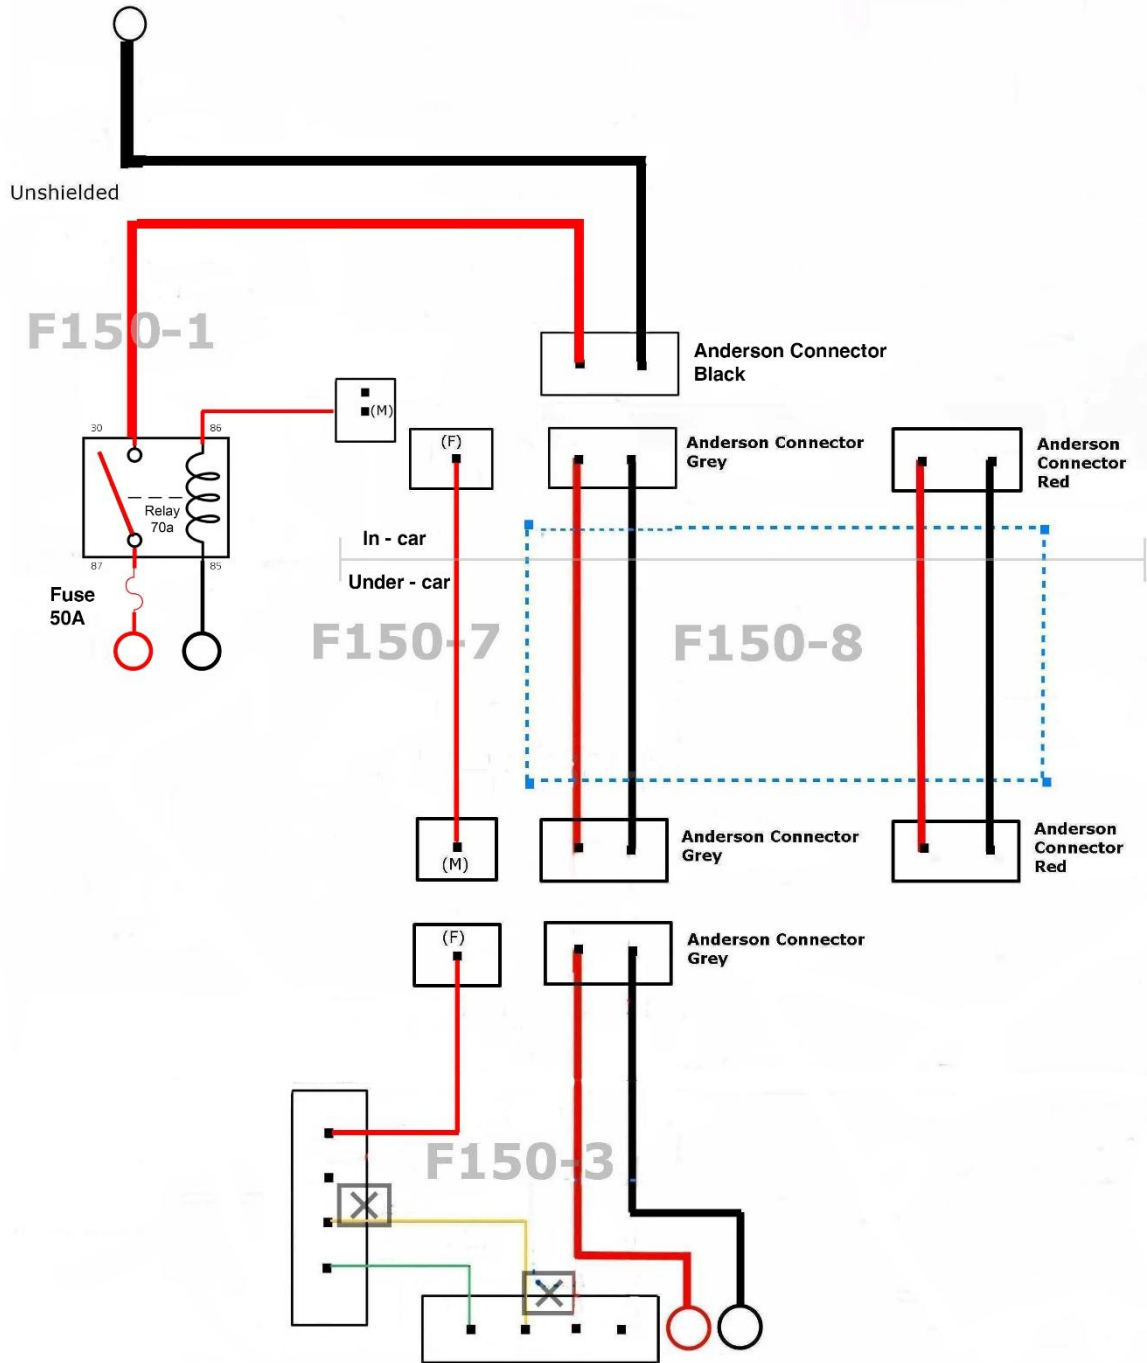 Unshielded
F150-1
Anderson Connector
Black
(M)
30
86
(F)
Anderson Connector
Grey
Anderson
Connector
Red
Relay
70a
In - car
87
85
Under - car
Fuse
50A
F150-7
F150-8
(M)
Anderson Connector
Grey
Anderson
Connector
Red
(F)
Anderson Connector
Grey
F150-3